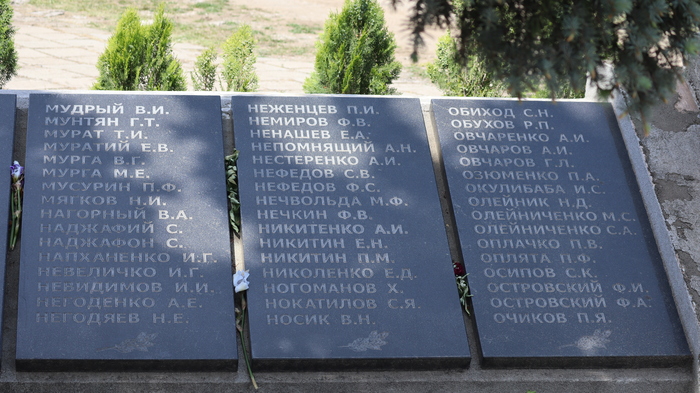 МУДРЫЙ В.И.
МУНТЯН Г.Т.
МУРАТ Т.И.
МУРАТИЙ Е.В.
МУРГА В.Г.
МУРГА М.Е.
МУСУРИН П.Ф.
МЯГКОВ Н.И.
НАГОРНЫЙ В.А.
НАДЖАФИЙ С.
НАДЖАФОН С.
НАПХАНЕНКО И.Г.
НЕВЕЛИЧКО И.Г.
НЕВИДИМОВ И.И.
НЕГОДЕНКО А.Е.
НЕГОДЯЕВ Н.Е.
НЕЖЕНЦЕВ П.И.
НЕМИРОВ Ф.В.
НЕНАШЕВ Е.А.
НЕПОМНЯЩИЙ А.Н.
НЕСТЕРЕНКО А.И.
НЕФЕДОВ С.В.
НЕФЕДОВ Ф.С.
НЕЧВОЛЬДА М.Ф.
НЕЧКИН Ф.В.
НИКИТЕНКО А.И.
НИКИТИН Е.Н.
НИКИТИН П.М.
НИКОЛЕНКО Е.Д.
НОГОМАНОВ Х.
НОКАТИЛОВ С.Я.
НОСИК В.Н.
ОБИХОД С.Н.
ОБУХОВ Р.П.
ОВЧАРЕНКО А.И.
ОВЧАРОВ А.И.
ОВЧАРОВ Г.Л.
ОЗЮМЕНКО П.А.
ОКУЛИБАБА И.С.
ОЛЕЙНИК Н.Д.
ОЛЕЙНИЧЕНКО М.С.
ОЛЕЙНИЧЕНКО С.А.
ОПЛАЧКО П.В.
ОПЛЯТА П.Ф.
ОСИПОВ С.К.
ОСТРОВСКИЙ Ф.И.
ОСТРОВСКИЙ Ф.А.
ОЧИКОВ П.Я.